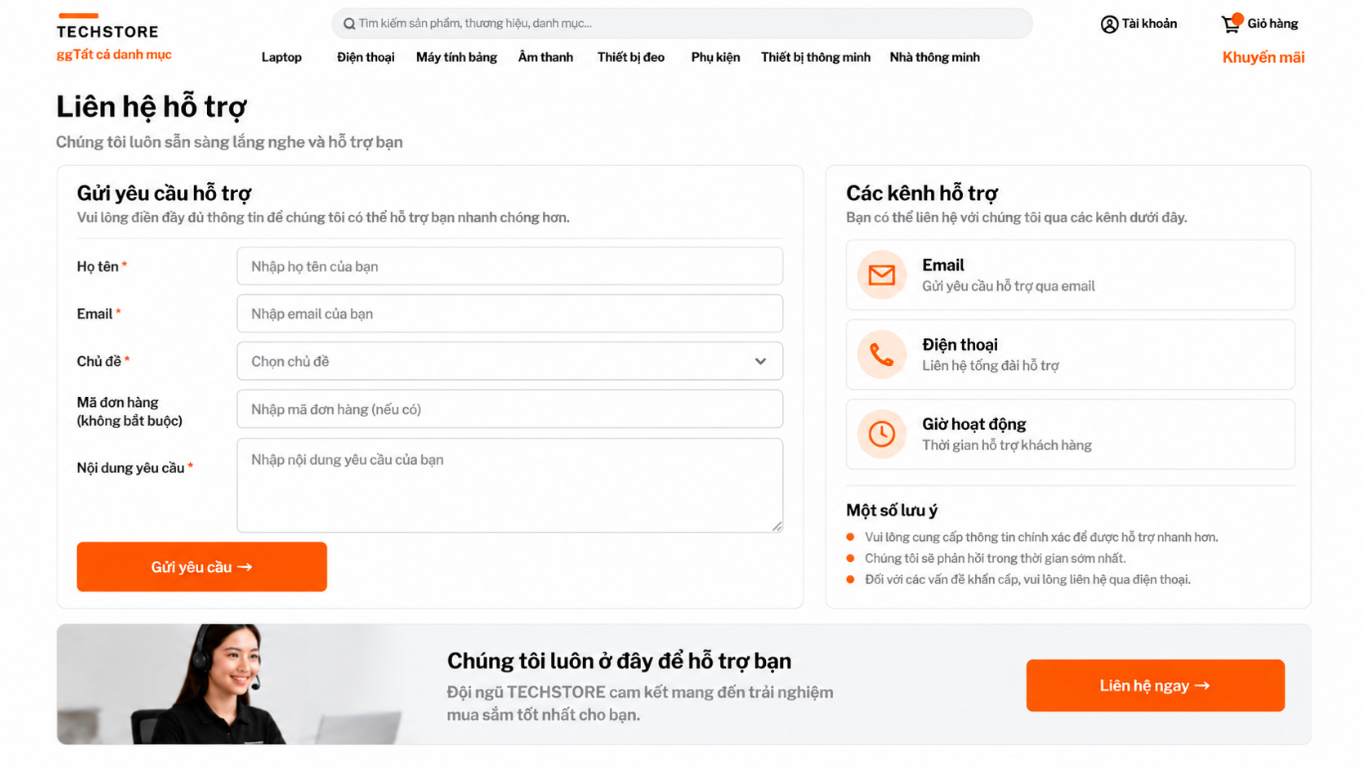 TECHSTORE
Tìm kiếm sản phẩm, thương hiệu, danh mục...
Tài khoản
Giỏ hàng
ggTất cả danh mục
Laptop
Điện thoại
Máy tính bảng
Âm thanh
Thiết bị đeo
Phụ kiện
Thiết bị thông minh
Nhà thông minh
Khuyến mãi
Liên hệ hỗ trợ
Chúng tôi luôn sẵn sàng lắng nghe và hỗ trợ bạn
Gửi yêu cầu hỗ trợ
Vui lòng điền đầy đủ thông tin để chúng tôi có thể hỗ trợ bạn nhanh chóng hơn.
Họ tên *
Nhập họ tên của bạn
Email *
Nhập email của bạn
Chủ đề *
Chọn chủ đề
Mã đơn hàng
(không bắt buộc)
Nhập mã đơn hàng (nếu có)
Nội dung yêu cầu *
Nhập nội dung yêu cầu của bạn
Gửi yêu cầu →
Các kênh hỗ trợ
Bạn có thể liên hệ với chúng tôi qua các kênh dưới đây.
Email
Gửi yêu cầu hỗ trợ qua email
Điện thoại
Liên hệ tổng đài hỗ trợ
Giờ hoạt động
Thời gian hỗ trợ khách hàng
Một số lưu ý
Vui lòng cung cấp thông tin chính xác để được hỗ trợ nhanh hơn.
Chúng tôi sẽ phản hồi trong thời gian sớm nhất.
Đối với các vấn đề khẩn cấp, vui lòng liên hệ qua điện thoại.
Chúng tôi luôn ở đây để hỗ trợ bạn
Đội ngũ TECHSTORE cam kết mang đến trải nghiệm
mua sắm tốt nhất cho bạn.
Liên hệ ngay →